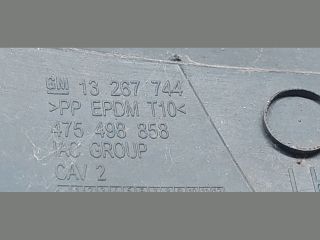 GM 13 267 744
>PP EPDM T10<
475 498 858
IAC GROUP
CAV 2